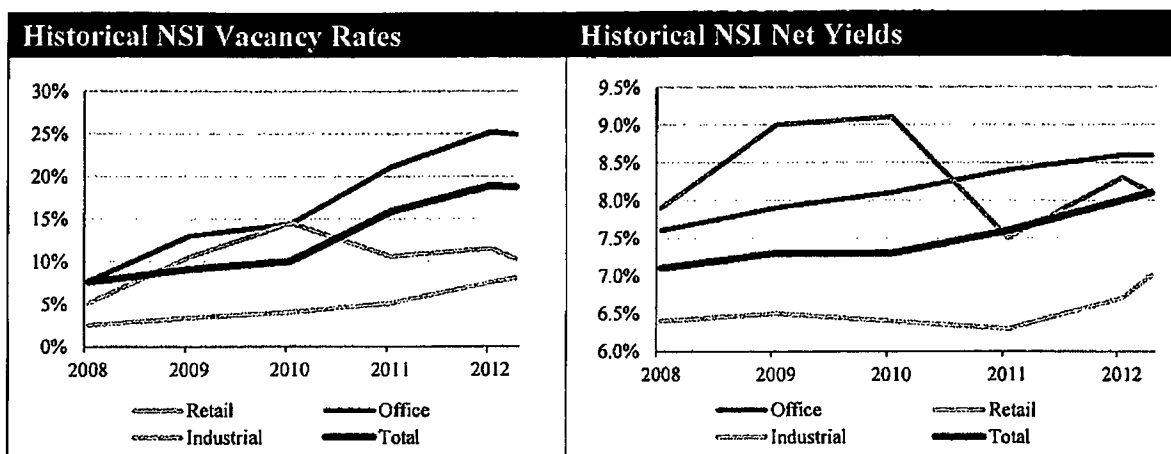 Historical NSI Vacancy Rates
30%
25%
20%
15%
10%
5%
0%
2008 2009 2010 2011 2012
Retail Office
Industrial Total
Historical NSI Net Yields
9.5%
9.0%
8.5%
8.0%
7.5%
7.0%
6.5%
6.0%
2008 2009 2010 2011 2012
Office Retail
Industrial Total